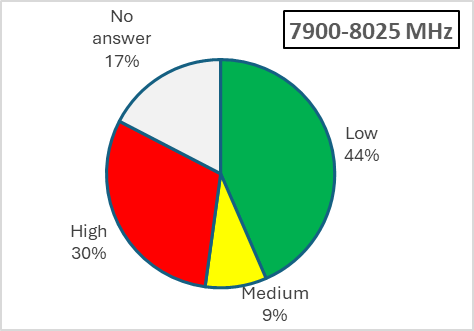 7900-8025 MHz
No
answer
17%
Low
44%
High
30%
Medium
9%